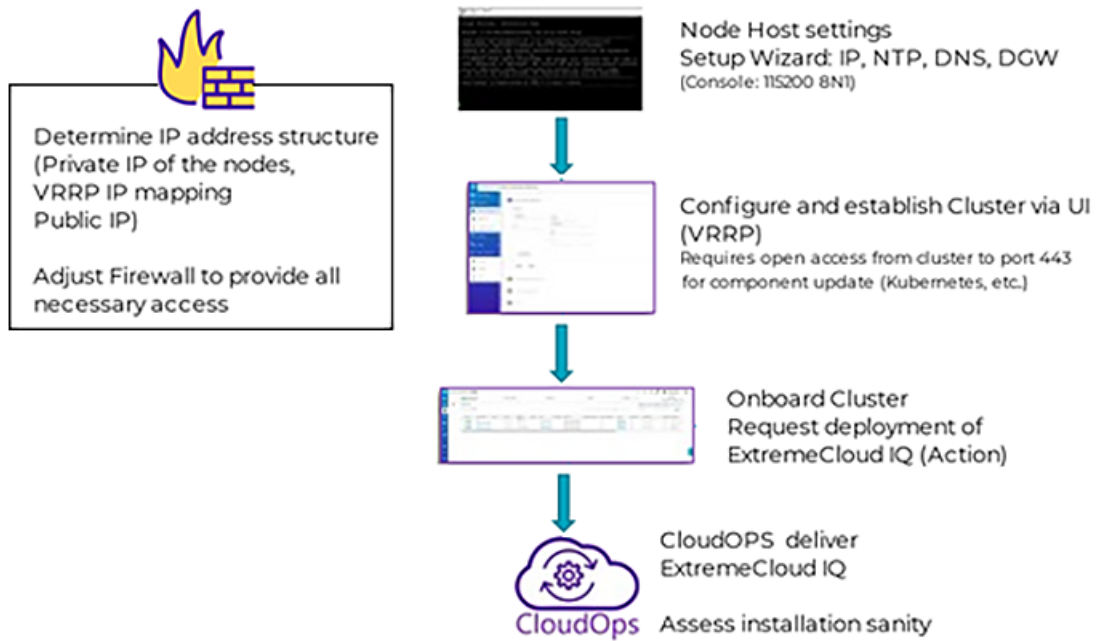 Determine IP address structure
(Private IP of the nodes,
VRRP IP mapping
Public IP)
Adjust Firewall to provide all
necessary access
Node Host settings
Setup Wizard: IP, NTP, DNS, DGW
(Console: 115200 8N1)
Configure and establish Cluster via UI
(VRRP)
Requires open access from cluster to port 443
for component update (Kubernetes, etc.)
Onboard Cluster
Request deployment of
ExtremeCloud IQ (Action)
CloudOps
CloudOPS deliver
ExtremeCloud IQ
Assess installation sanity